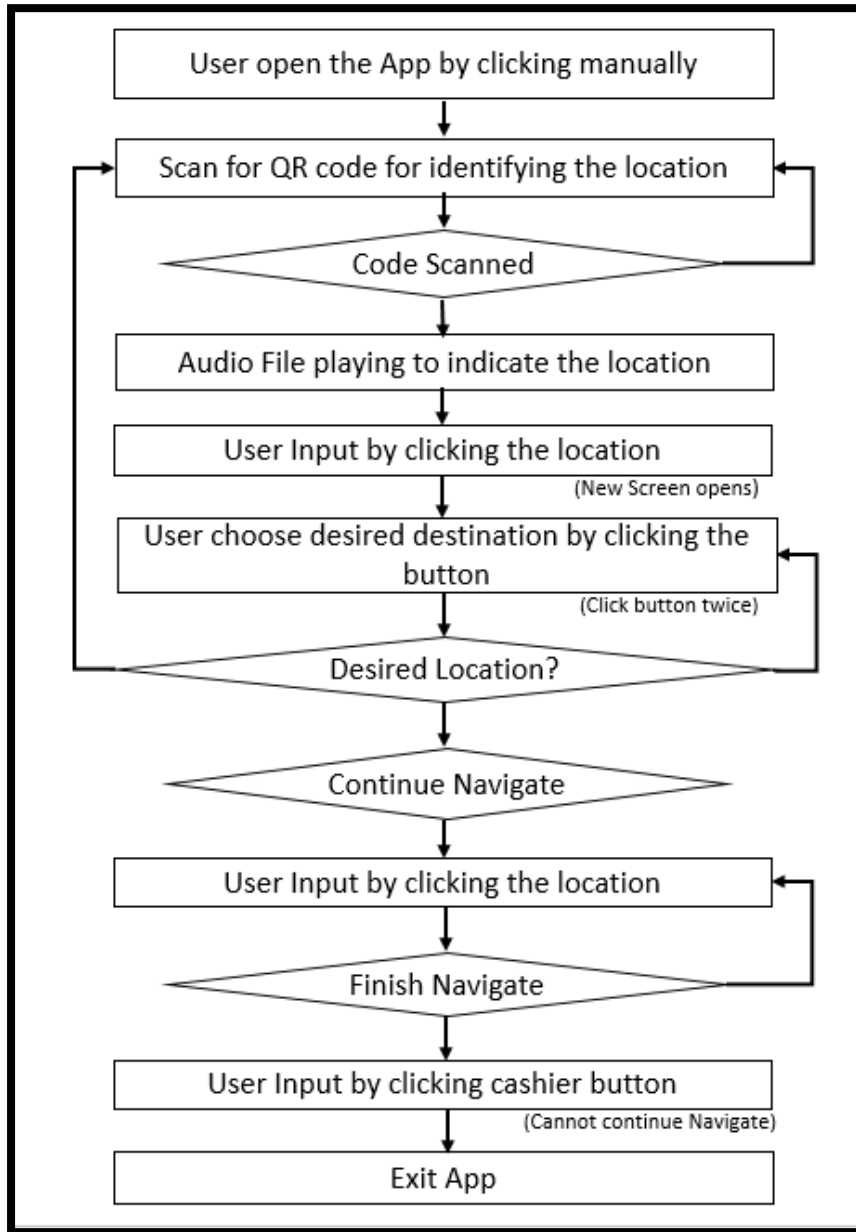 User open the App by clicking manually
Scan for QR code for identifying the location
Code Scanned
Audio File playing to indicate the location
User Input by clicking the location
(New Screen opens)
User choose desired destination by clicking the
button
(Click button twice)
Desired Location?
Continue Navigate
User Input by clicking the location
Finish Navigate
User Input by clicking cashier button
(Cannot continue Navigate)
Exit App